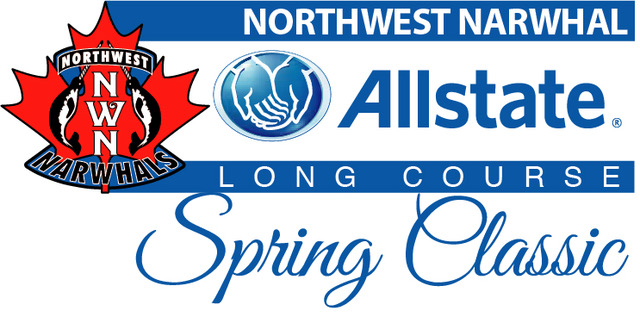 NORTHWEST NARWHAL
NORTHWEST
NWN
NARWHALS
Allstate®
LONG COURSE
Spring Classic